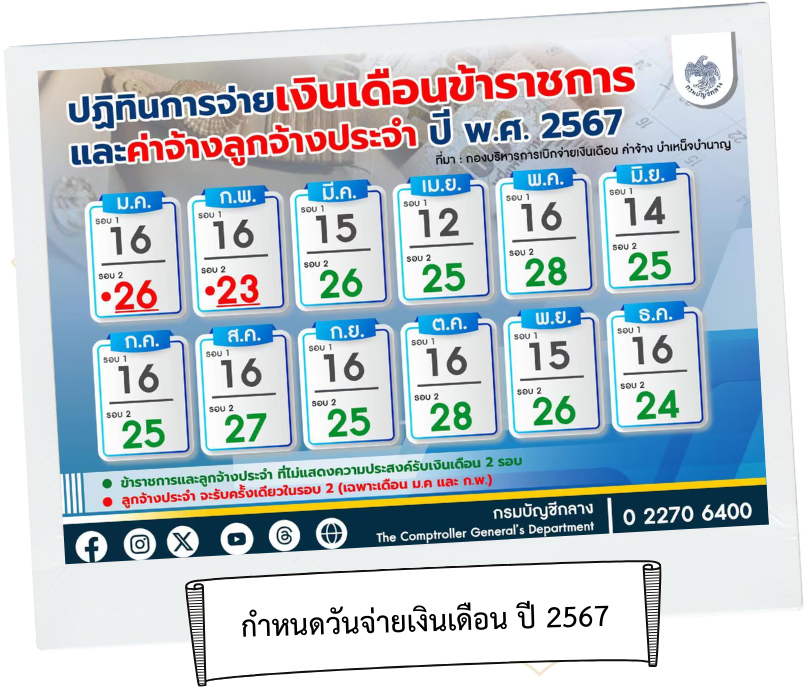 ปฏิทินการจ่ายเงินเดือนข้าราชการ
และค่าจ้างลูกจ้างประจำ ปี พ.ศ. 2567
ที่มา : กองบริหารการเบิกจ่ายเงินเดือน ค่าจ้าง บำเหน็จบำนาญ
กรมบัญชีกลาง
ม.ค. ก.พ. มี.ค. เม.ย. พ.ค. มิ.ย.
รอบ 1 รอบ 1 รอบ 1 รอบ 1 รอบ 1 รอบ 1
16 16 15 12 16 14
รอบ 2 รอบ 2 รอบ 2 รอบ 2 รอบ 2 รอบ 2
•26 •23 26 25 28 25
ก.ค. ส.ค. ก.ย. ต.ค. พ.ย. ธ.ค.
รอบ 1 รอบ 1 รอบ 1 รอบ 1 รอบ 1 รอบ 1
16 16 16 16 15 16
รอบ 2 รอบ 2 รอบ 2 รอบ 2 รอบ 2 รอบ 2
25 27 25 28 26 24
• ข้าราชการและลูกจ้างประจำ ที่ไม่แสดงความประสงค์รับเงินเดือน 2 รอบ
• ลูกจ้างประจำ จะรับครั้งเดียวในรอบ 2 (เฉพาะเดือน ม.ค และ ก.พ.)
กรมบัญชีกลาง
The Comptroller General's Department
0 2270 6400
กำหนดวันจ่ายเงินเดือน ปี 2567